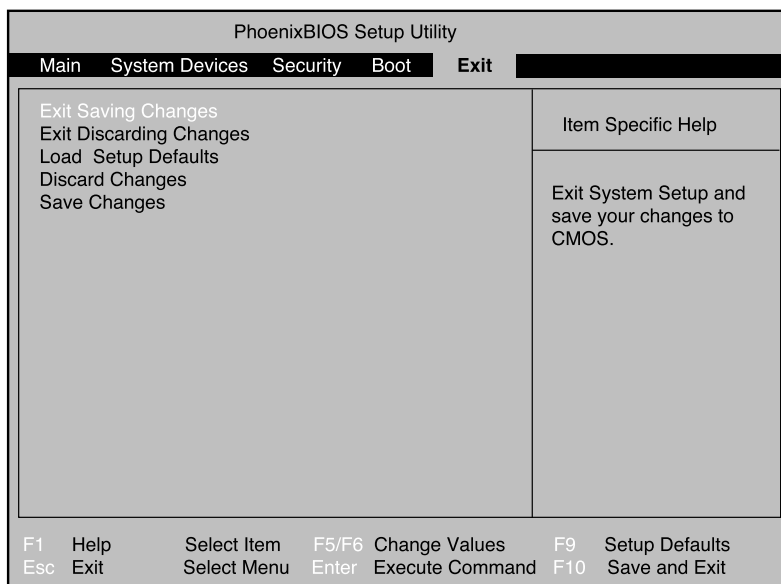 PhoenixBIOS Setup Utility
Main System Devices Security Boot Exit
Exit Saving Changes
Exit Discarding Changes
Load Setup Defaults
Discard Changes
Save Changes
Item Specific Help
Exit System Setup and
save your changes to
CMOS.
F1 Help Select Item F5/F6 Change Values F9 Setup Defaults
Esc Exit Select Menu Enter Execute Command F10 Save and Exit